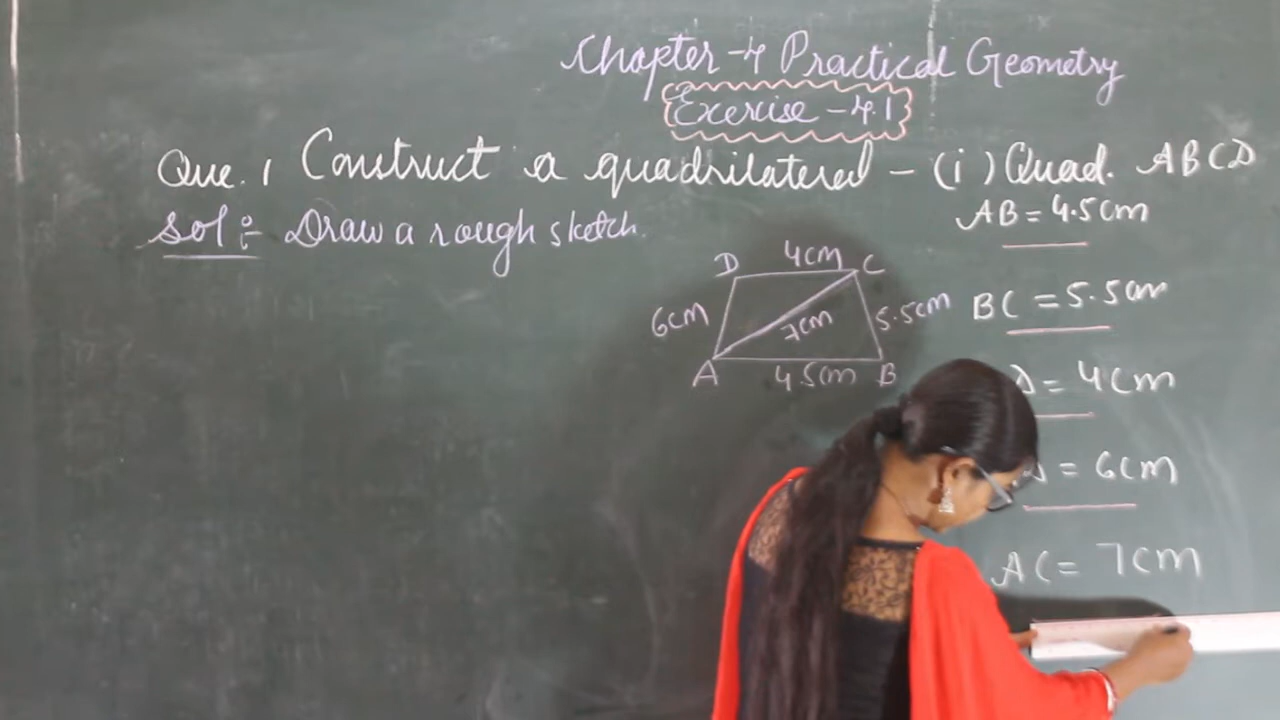 Chapter-4 Practical Geometry
Exercise - 4.1
Que. 1 Construct a quadrilatered - (i) Quad. ABCD
AB = 4.5cm
Sol:- Draw a rough sketch.
D 4cm C
6cm 7cm 5.5cm
A 4.5cm B
BC = 5.5cm
D = 4cm
D = 6cm
AC = 7cm